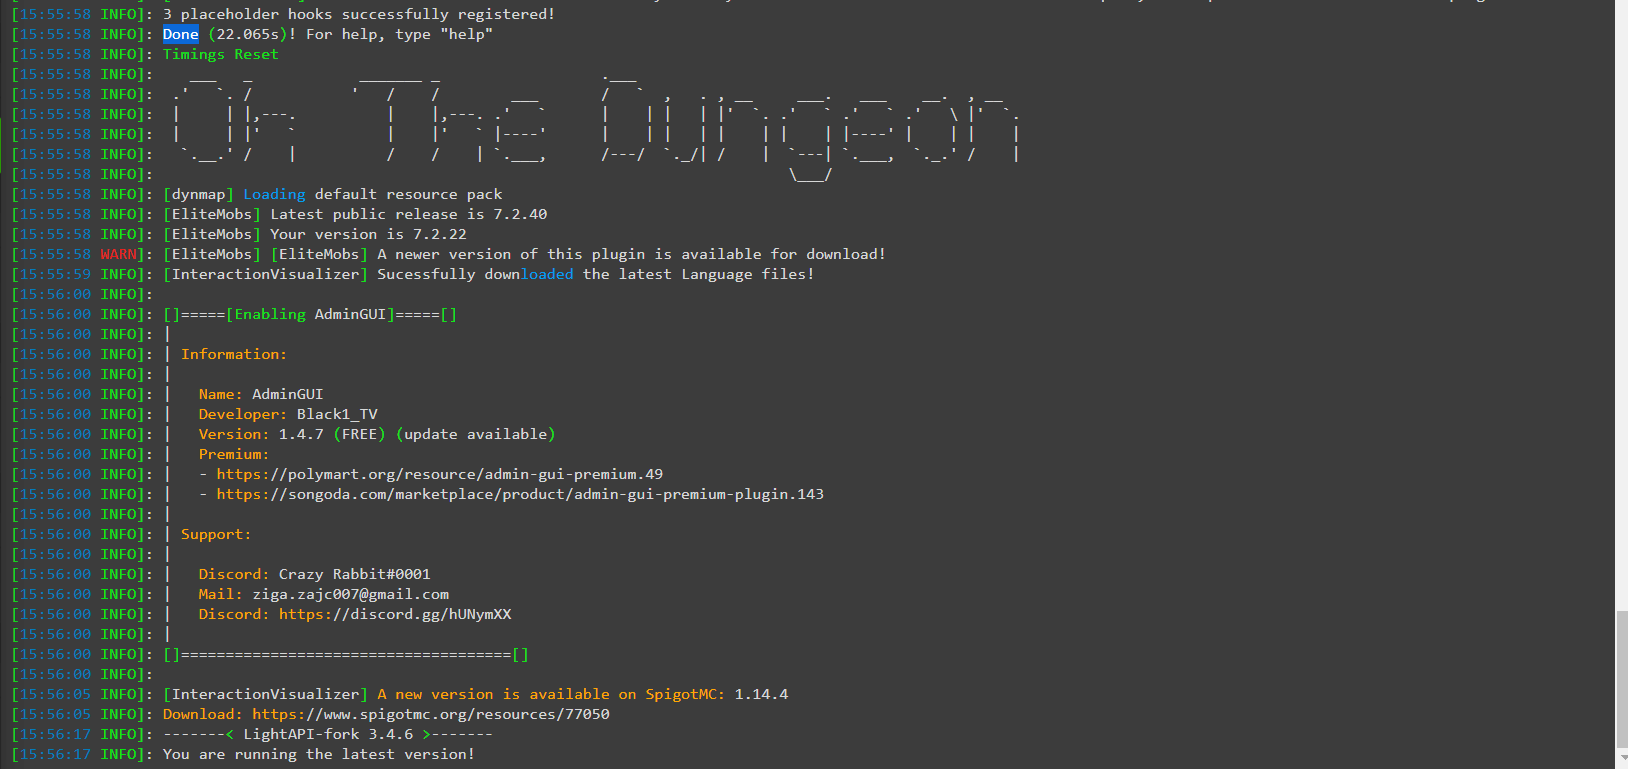 [15:55:58 INFO]: 3 placeholder hooks successfully registered!
[15:55:58 INFO]: Done (22.065s)! For help, type "help"
[15:55:58 INFO]: Timings Reset
[15:55:58 INFO]:    ___   _            _______ _                  .___
[15:55:58 INFO]:  .'   `. /           '   /    /        ___       /   `  ,   . , __     ___.   ___    __.  , __
[15:55:58 INFO]:  |     | |,---.          |    |,---. .'   `      |    | |   | |'  `. .'   ` .'   ` .'   \ |'  `.
[15:55:58 INFO]:  |     | |'   `          |    |'   ` |----'      |    | |   | |    | |    | |----' |    | |    |
[15:55:58 INFO]:   `.__.' /    |          /    /    | `.___,      /---/  `._/| /    |  `---| `.___,  `._.' /    |
[15:55:58 INFO]:                                                                       \___/
[15:55:58 INFO]: [dynmap] Loading default resource pack
[15:55:58 INFO]: [EliteMobs] Latest public release is 7.2.40
[15:55:58 INFO]: [EliteMobs] Your version is 7.2.22
[15:55:58 WARN]: [EliteMobs] [EliteMobs] A newer version of this plugin is available for download!
[15:55:59 INFO]: [InteractionVisualizer] Sucessfully downloaded the latest Language files!
[15:56:00 INFO]:
[15:56:00 INFO]: []=====[Enabling AdminGUI]=====[]
[15:56:00 INFO]: |
[15:56:00 INFO]: | Information:
[15:56:00 INFO]: |
[15:56:00 INFO]: |   Name: AdminGUI
[15:56:00 INFO]: |   Developer: Black1_TV
[15:56:00 INFO]: |   Version: 1.4.7 (FREE) (update available)
[15:56:00 INFO]: |   Premium:
[15:56:00 INFO]: |   - https://polymart.org/resource/admin-gui-premium.49
[15:56:00 INFO]: |   - https://songoda.com/marketplace/product/admin-gui-premium-plugin.143
[15:56:00 INFO]: |
[15:56:00 INFO]: | Support:
[15:56:00 INFO]: |
[15:56:00 INFO]: |   Discord: Crazy Rabbit#0001
[15:56:00 INFO]: |   Mail: ziga.zajc007@gmail.com
[15:56:00 INFO]: |   Discord: https://discord.gg/hUNymXX
[15:56:00 INFO]: |
[15:56:00 INFO]: []=====================================[]
[15:56:00 INFO]:
[15:56:05 INFO]: [InteractionVisualizer] A new version is available on SpigotMC: 1.14.4
[15:56:05 INFO]: Download: https://www.spigotmc.org/resources/77050
[15:56:17 INFO]: -------< LightAPI-fork 3.4.6 >-------
[15:56:17 INFO]: You are running the latest version!